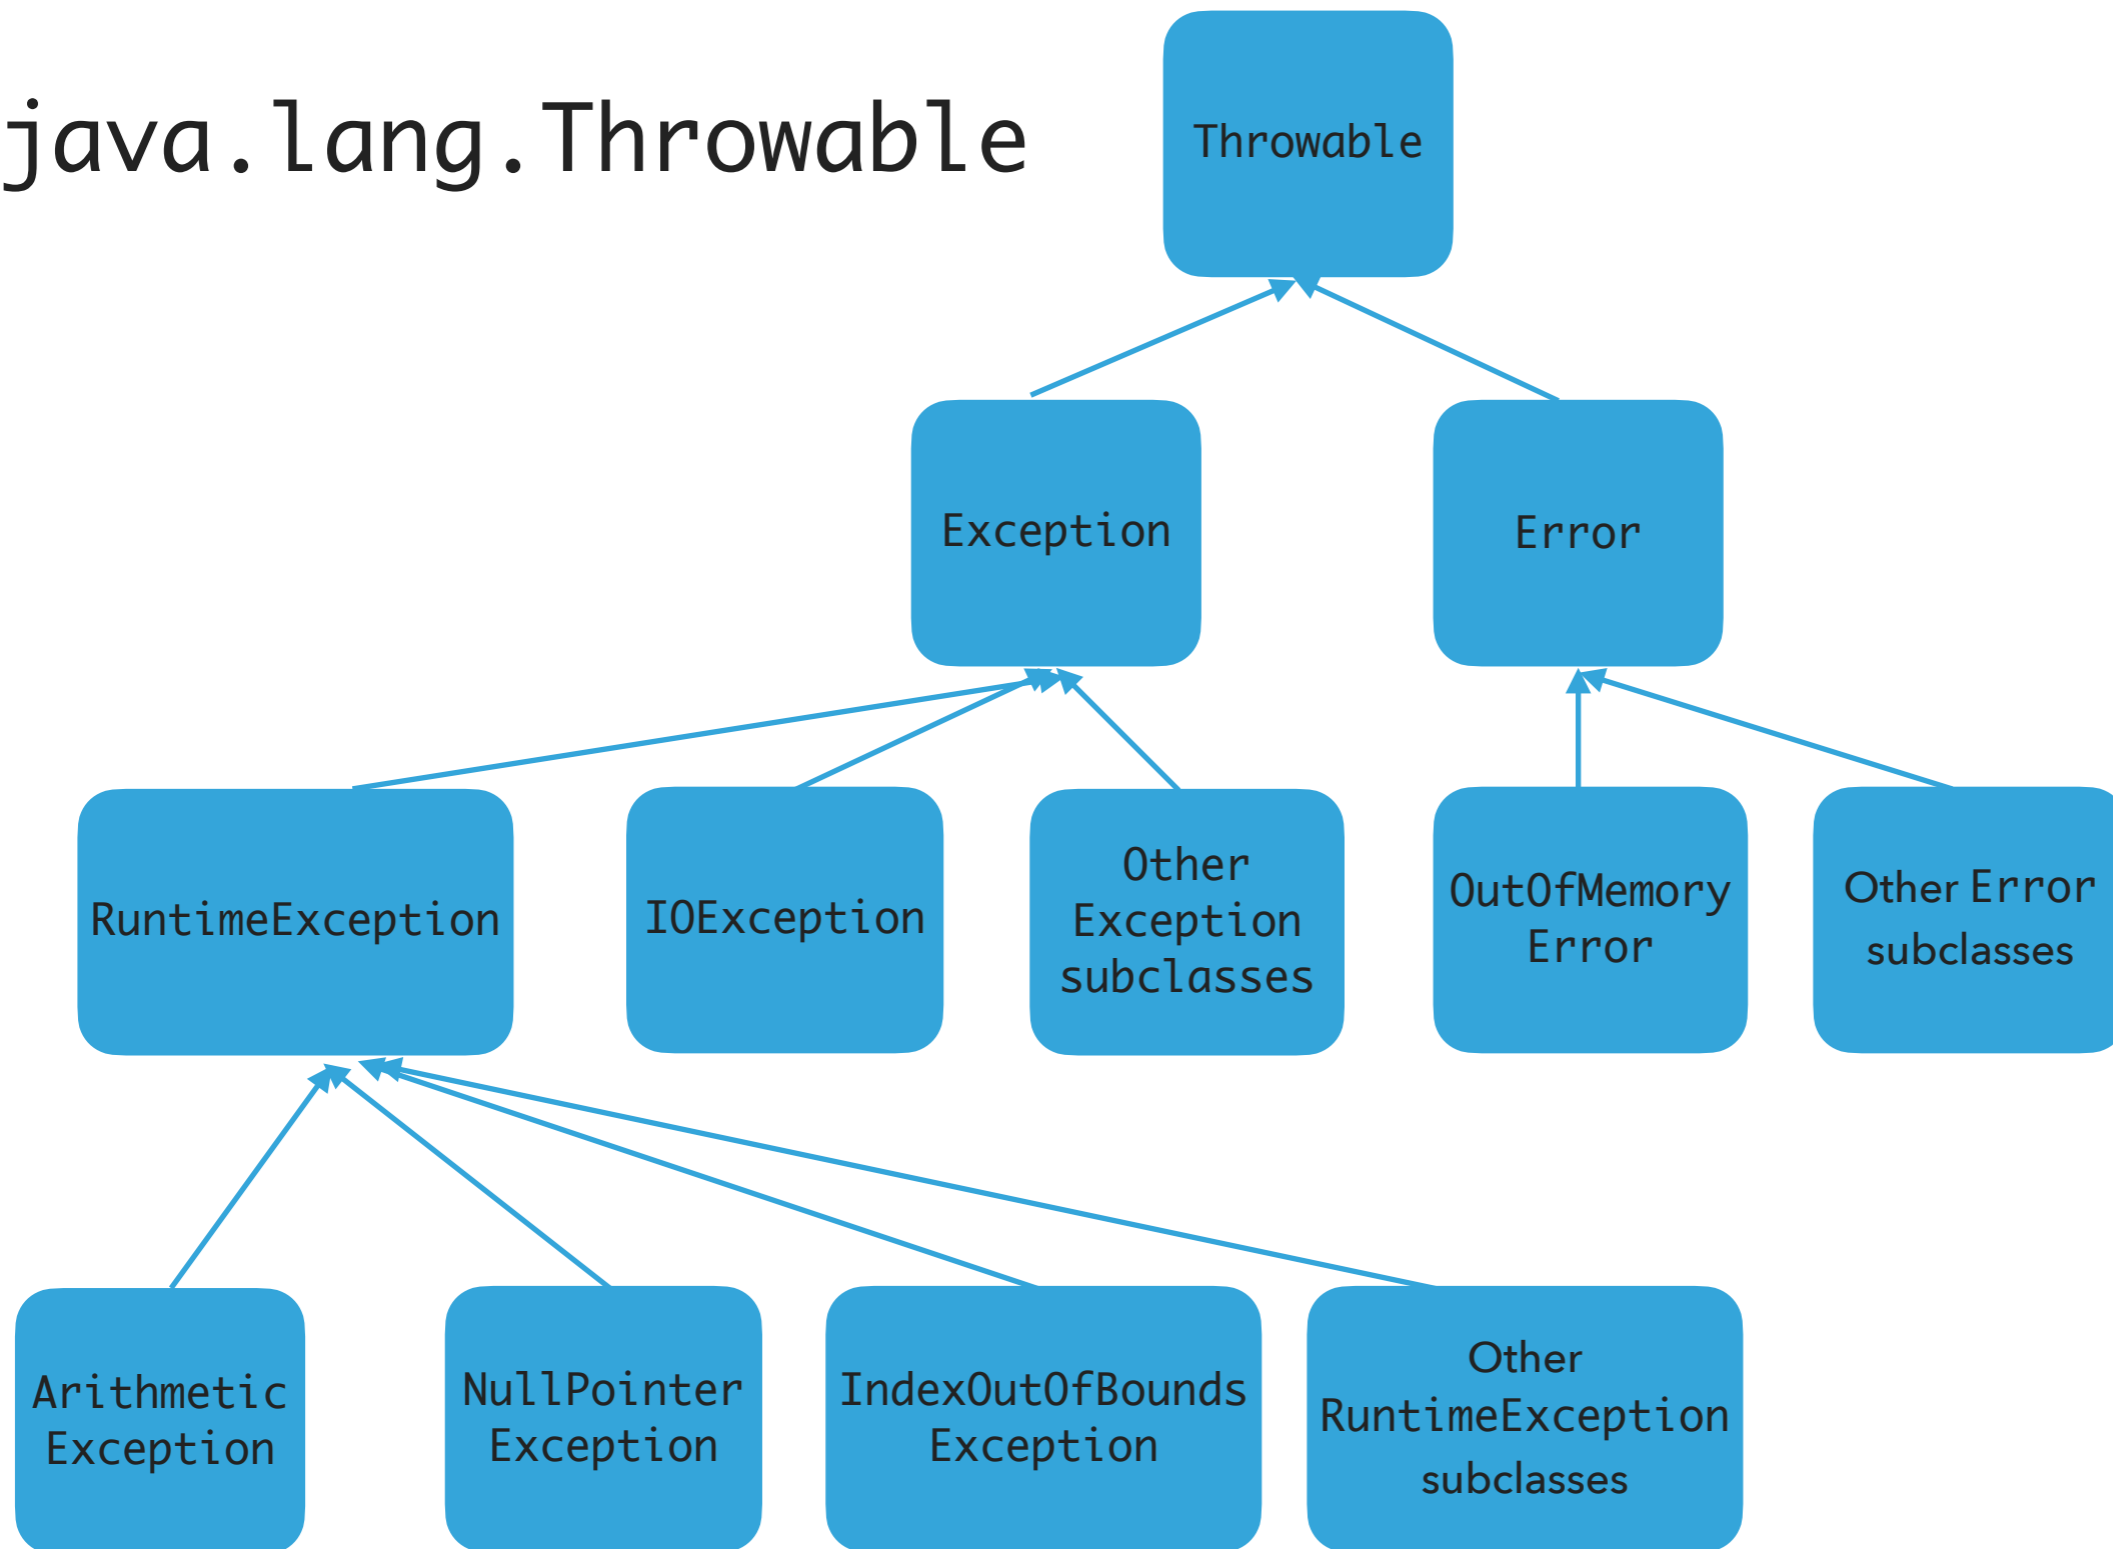 java.lang.Throwable
Throwable
Exception
Error
RuntimeException
IOException
Other
Exception
subclasses
OutOfMemory
Error
Other Error
subclasses
Arithmetic
Exception
NullPointer
Exception
IndexOutOfBounds
Exception
Other
RuntimeException
subclasses